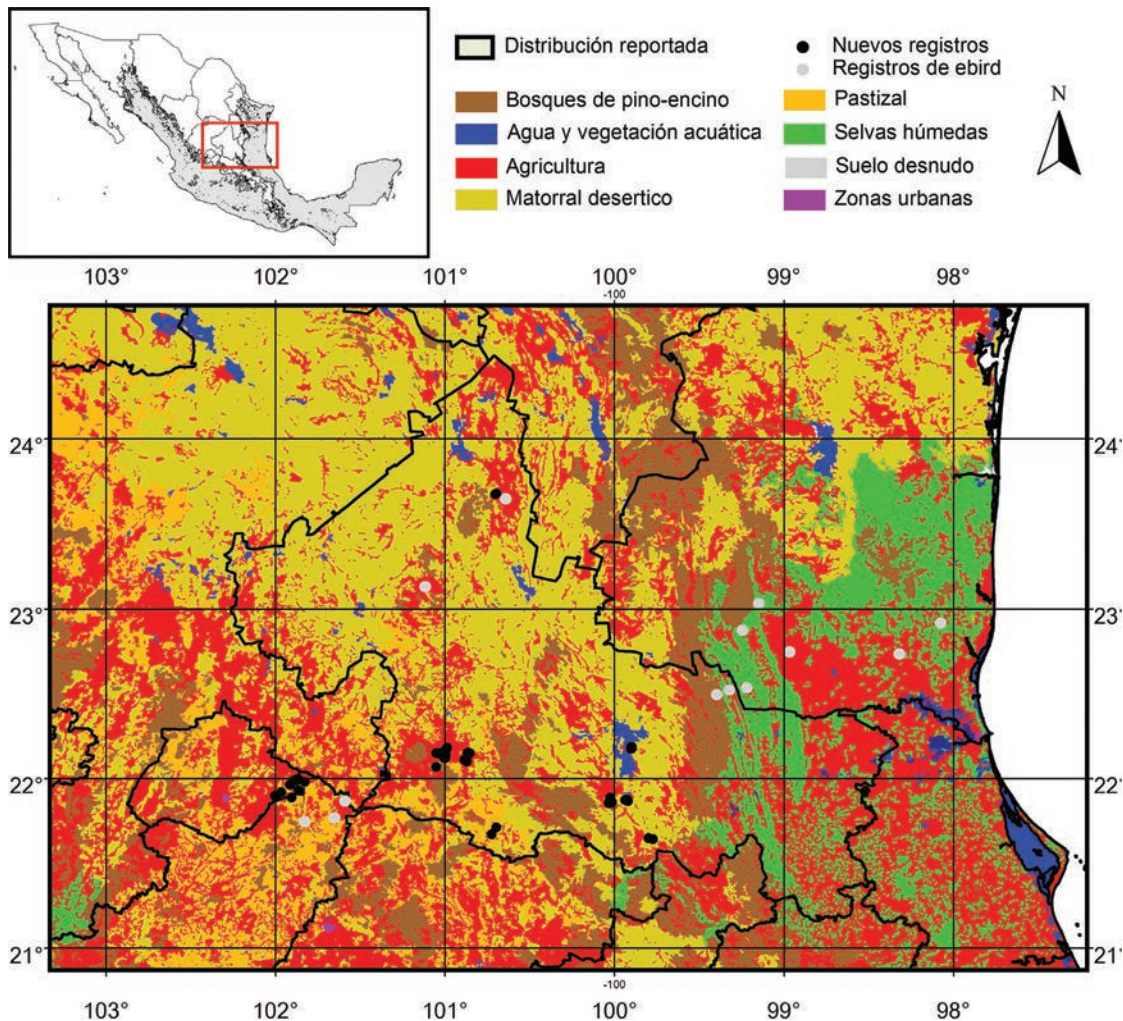 Distribución reportada
Nuevos registros
Registros de ebird
Bosques de pino-encino
Agua y vegetación acuática
Agricultura
Matorral desertico
Pastizal
Selvas húmedas
Suelo desnudo
Zonas urbanas
N
103° 102° 101° 100° 99° 98°
-100
24° 24°
23° 23°
22° 22°
21° 21°
-100
103° 102° 101° 100° 99° 98°